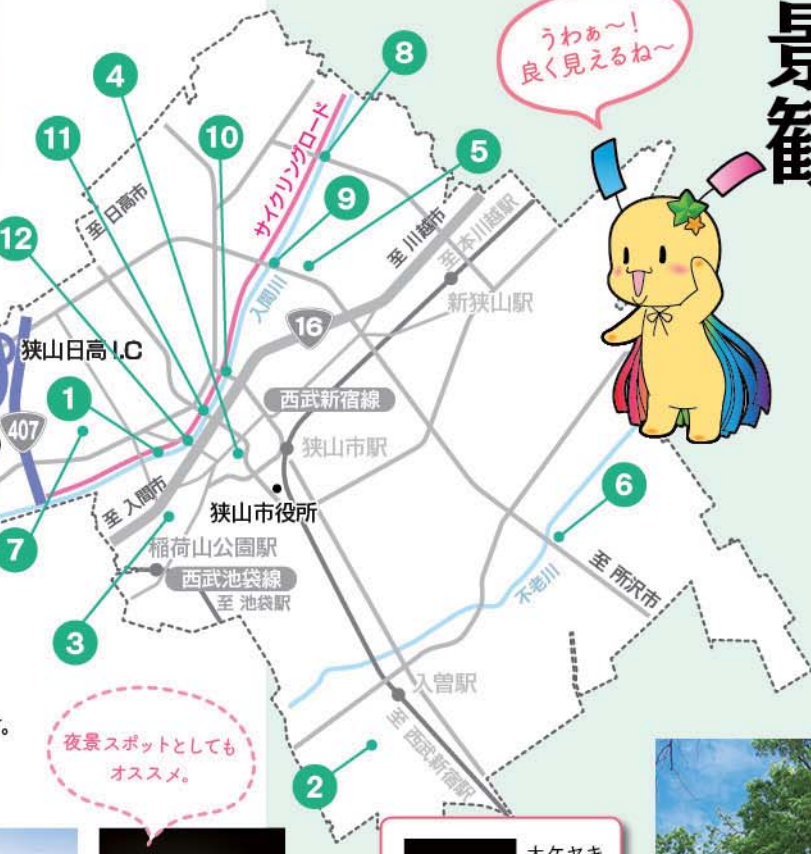 景観
うわぁ〜!
良く見えるね〜
8
4
11
10
5
サイクリングロード
9
至 日高市
12
至 川越市
至 本川越駅
入間川
新狭山駅
16
狭山日高I.C
1
西武新宿線
407
狭山市駅
至 入間市
6
狭山市役所
7
稲荷山公園駅
西武池袋線
至 池袋駅
至 所沢市
不老川
3
入曽駅
。
夜景スポットとしても
オススメ。
至 西武新宿駅
2
大ケヤキ